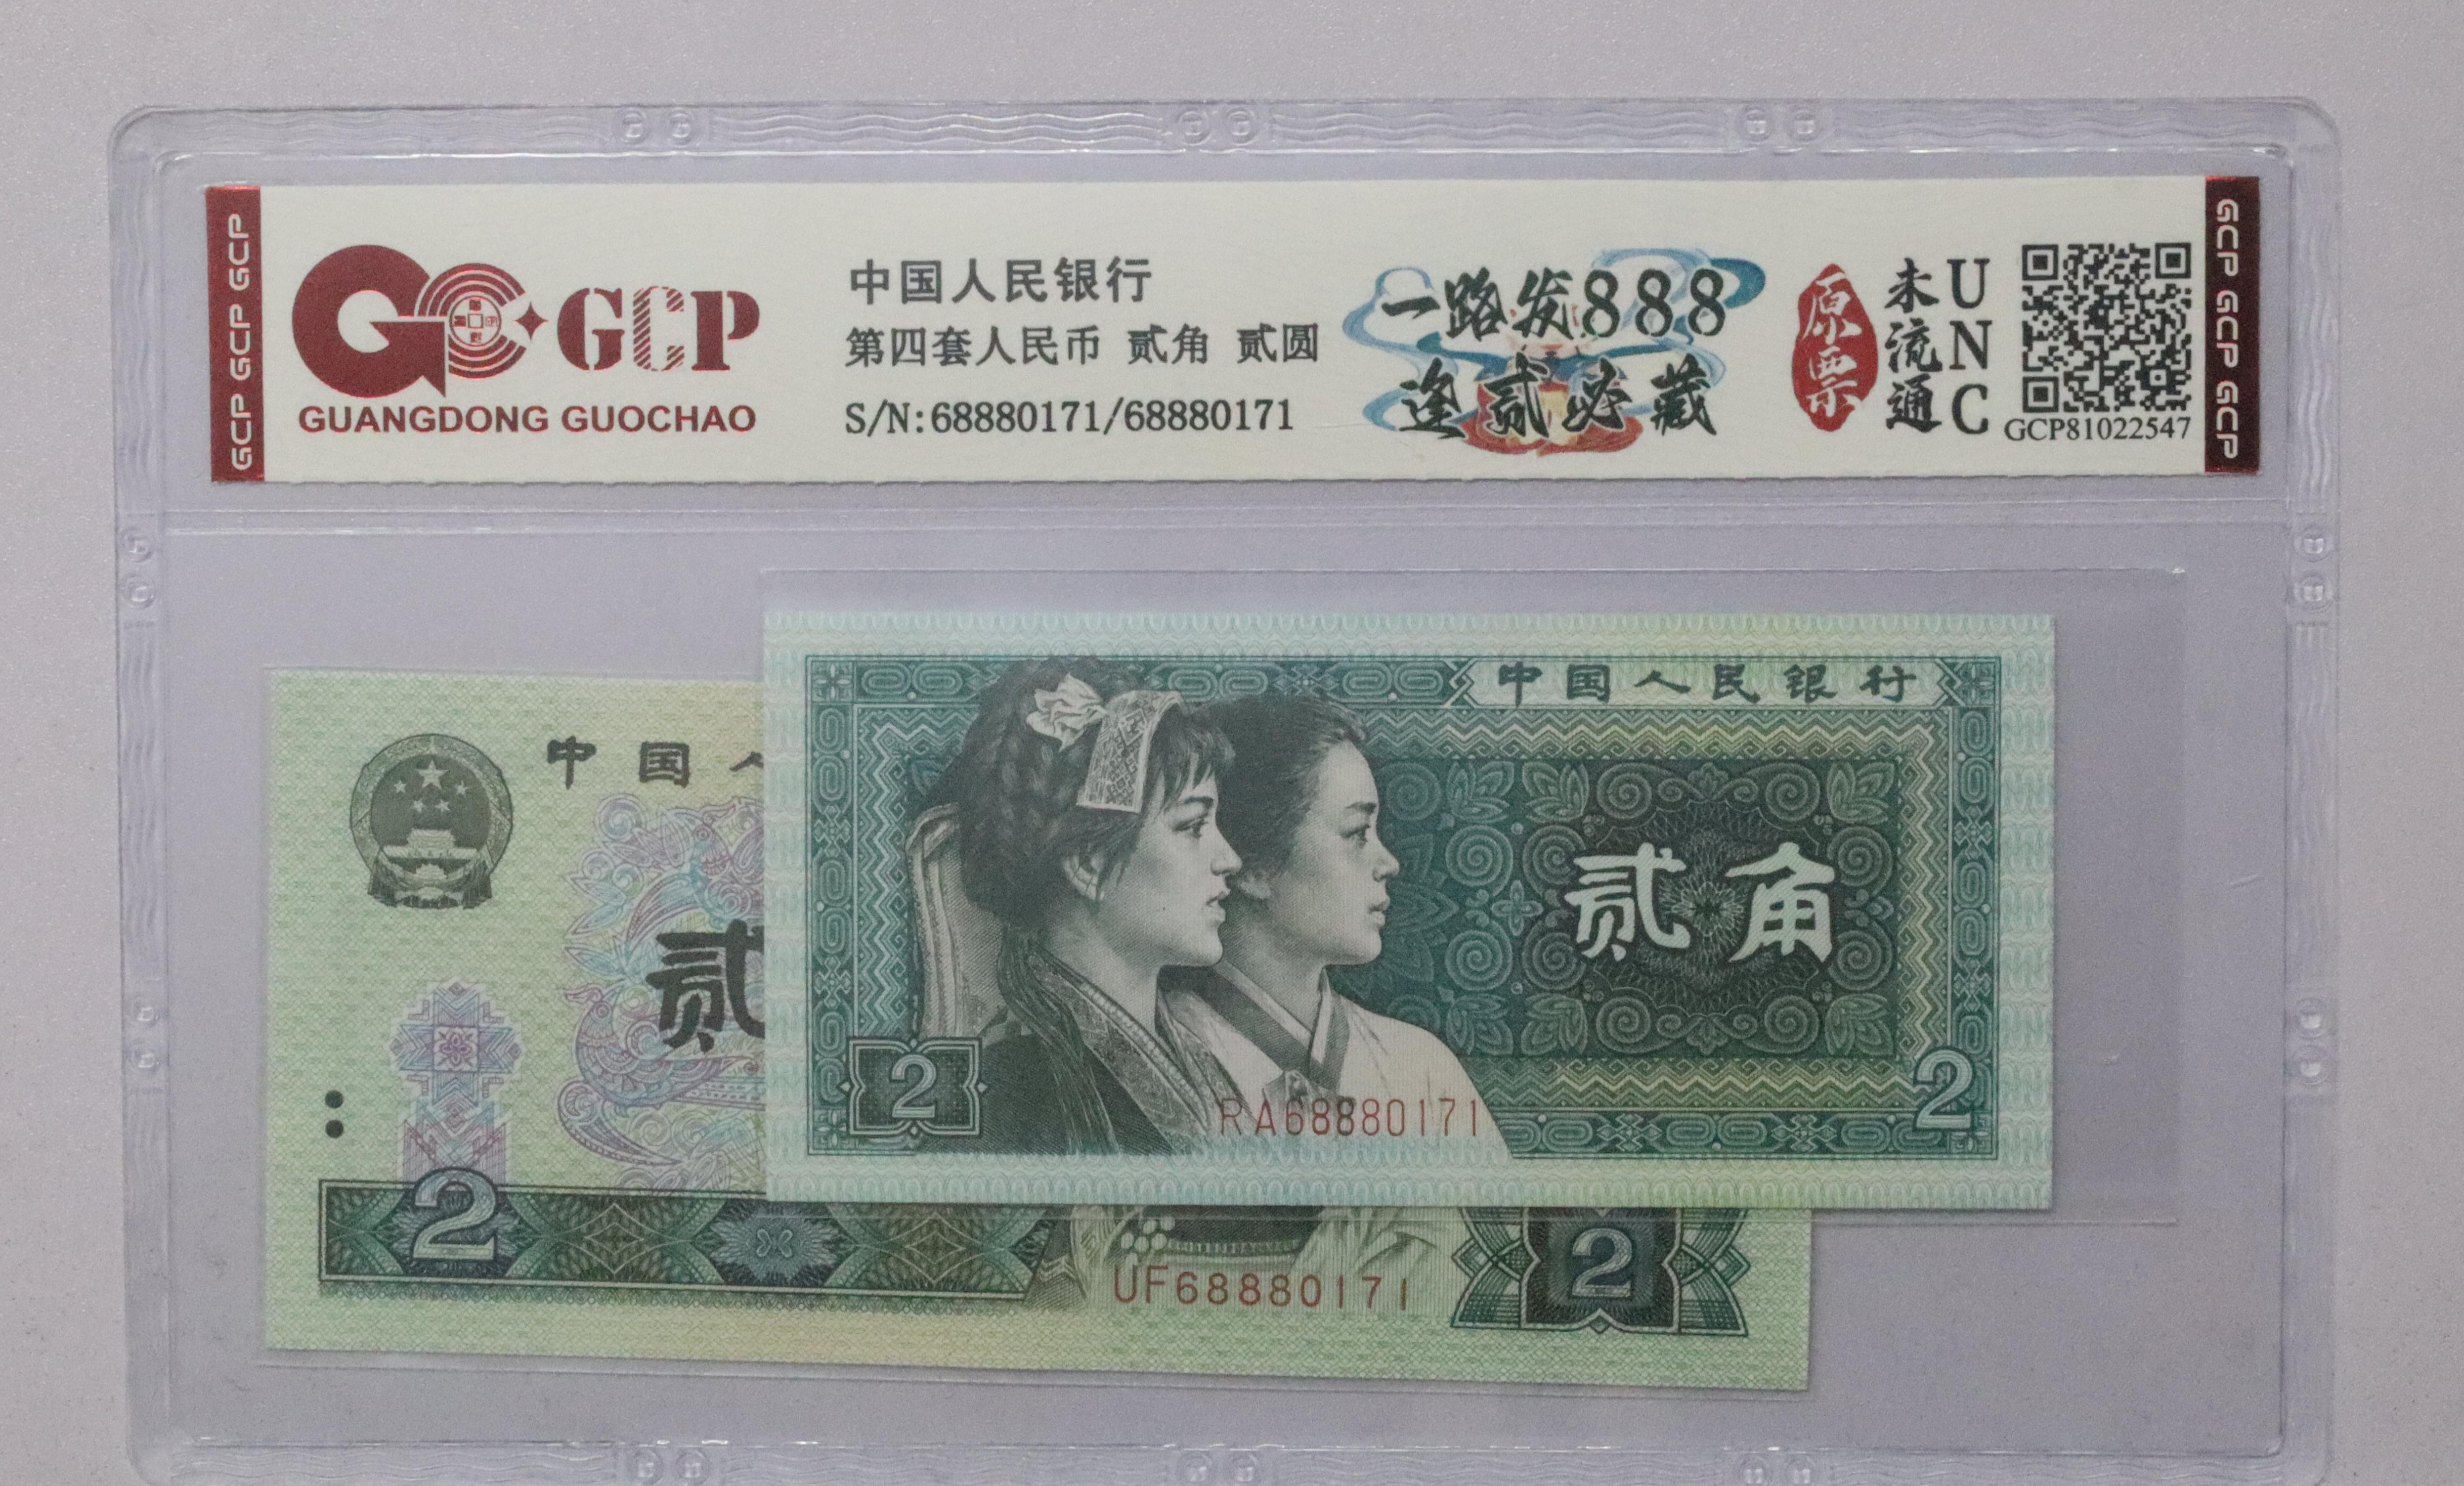 GCP GCP GCP
GCP
GUANGDONG GUOCHAO
中国人民银行
第四套人民币 贰角 贰圆
S/N:68880171/68880171
一路发888
逢贰必藏
原票
未流通
UNC
GCP81022547
GCP GCP GCP
中国人民银行
贰角
2
2
RA68880171
中国人
贰
2
2
UF68880171